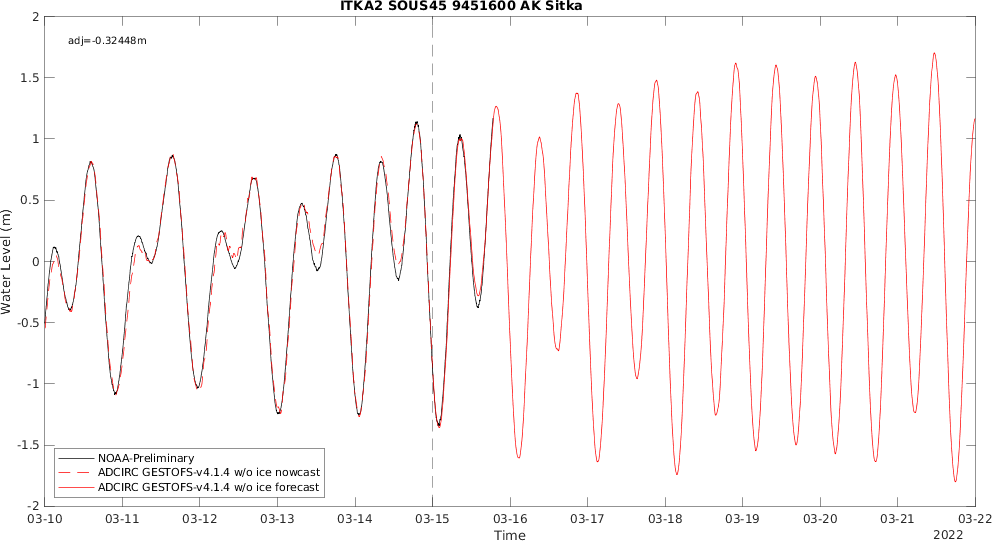 ITKA2 SOUS45 9451600 AK Sitka
adj=-0.32448m
2
1.5
1
0.5
0
-0.5
-1
-1.5
-2
Water Level (m)
NOAA-Preliminary
ADCIRC GESTOFS-v4.1.4 w/o ice nowcast
ADCIRC GESTOFS-v4.1.4 w/o ice forecast
03-10 03-11 03-12 03-13 03-14 03-15 03-16 03-17 03-18 03-19 03-20 03-21 03-22
Time
2022